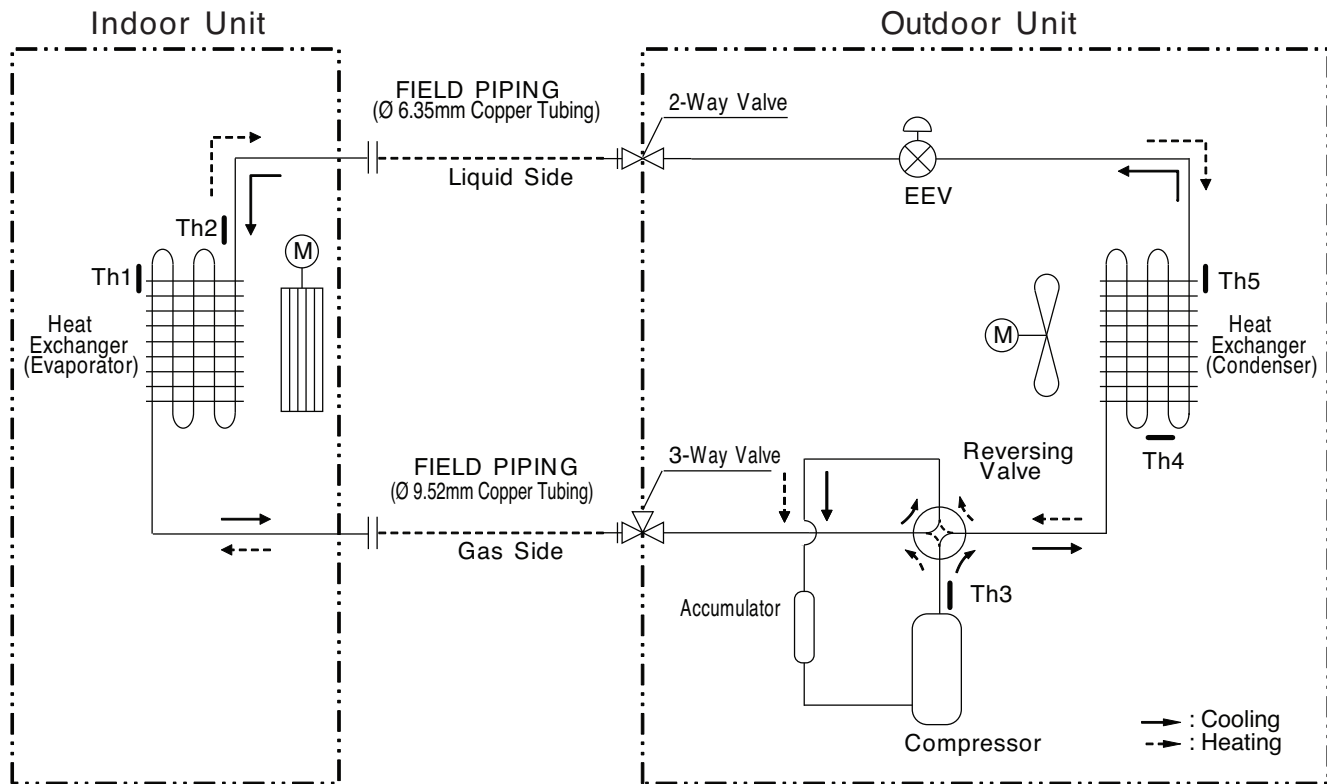 Indoor Unit
Outdoor Unit
FIELD PIPING
(Ø 6.35mm Copper Tubing)
2-Way Valve
Liquid Side
EEV
Th2
M
Th1
Heat
Exchanger
(Evaporator)
M
Th5
Heat
Exchanger
(Condenser)
Th4
FIELD PIPING
(Ø 9.52mm Copper Tubing)
3-Way Valve
Reversing
Valve
Gas Side
Th3
Accumulator
Compressor
: Cooling
: Heating